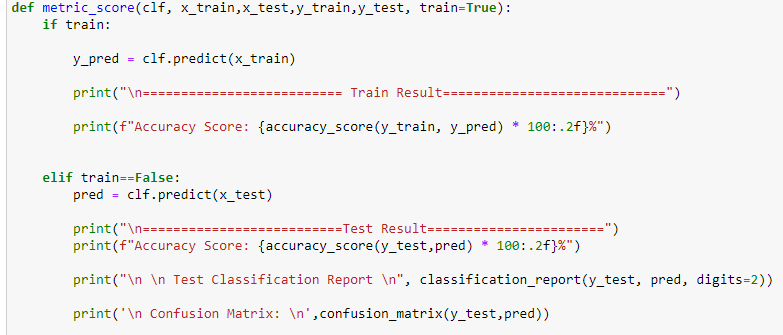 def metric_score(clf, x_train,x_test,y_train,y_test, train=True):
    if train:
        y_pred = clf.predict(x_train)
        print("\n========================== Train Result=============================")
        print(f"Accuracy Score: {accuracy_score(y_train, y_pred) * 100:.2f}%")
    elif train==False:
        pred = clf.predict(x_test)
        print("\n==========================Test Result=======================")
        print(f"Accuracy Score: {accuracy_score(y_test,pred) * 100:.2f}%")
        print("\n \n Test Classification Report \n", classification_report(y_test, pred, digits=2))
        print('\n Confusion Matrix: \n',confusion_matrix(y_test,pred))